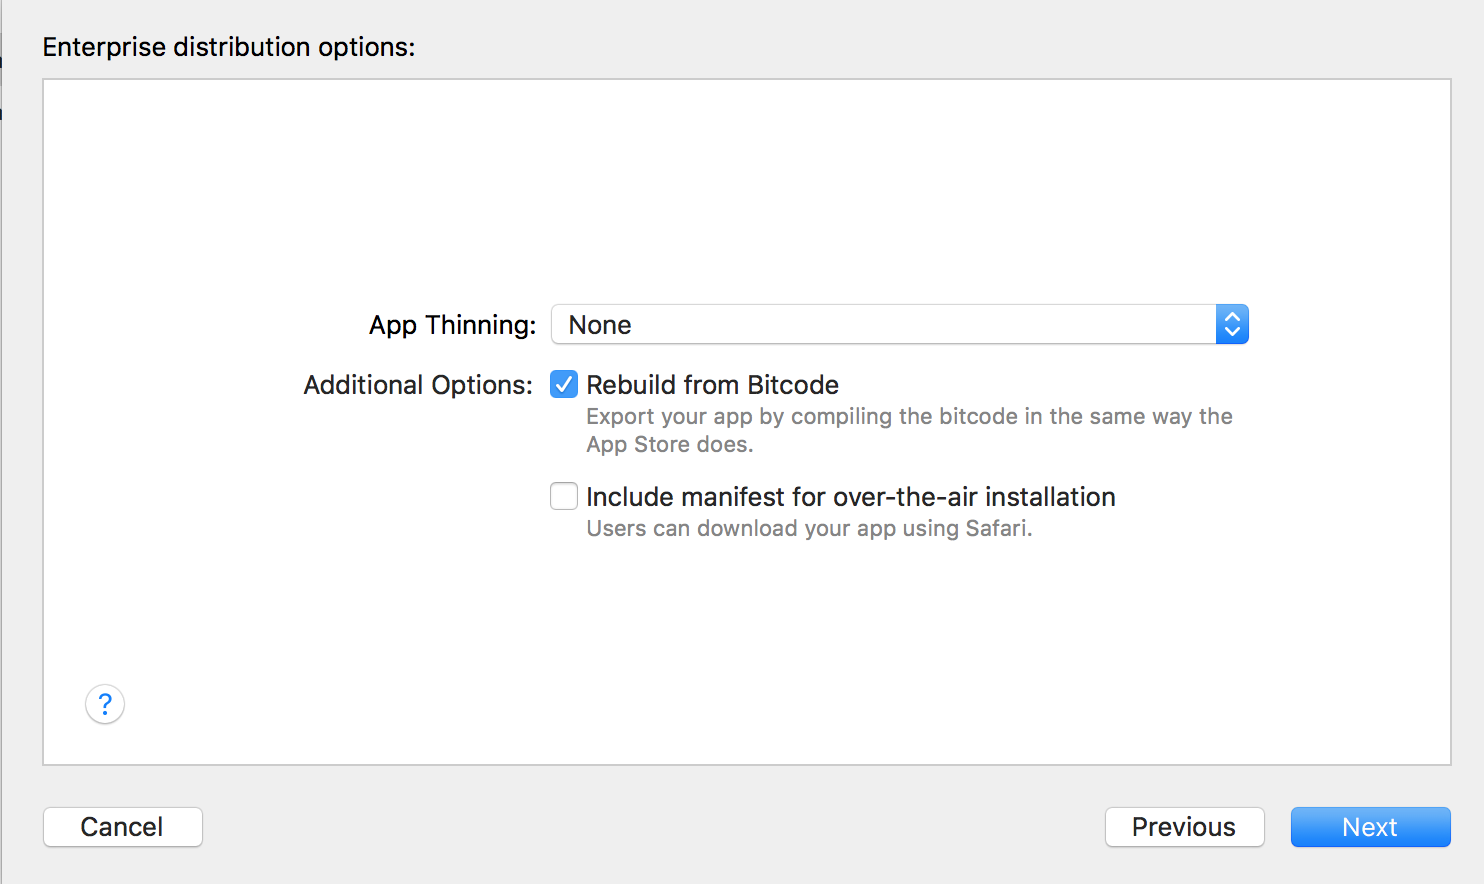 Enterprise distribution options:
App Thinning: None
Additional Options: Rebuild from Bitcode
Export your app by compiling the bitcode in the same way the
App Store does.
Include manifest for over-the-air installation
Users can download your app using Safari.
?
Cancel Previous Next